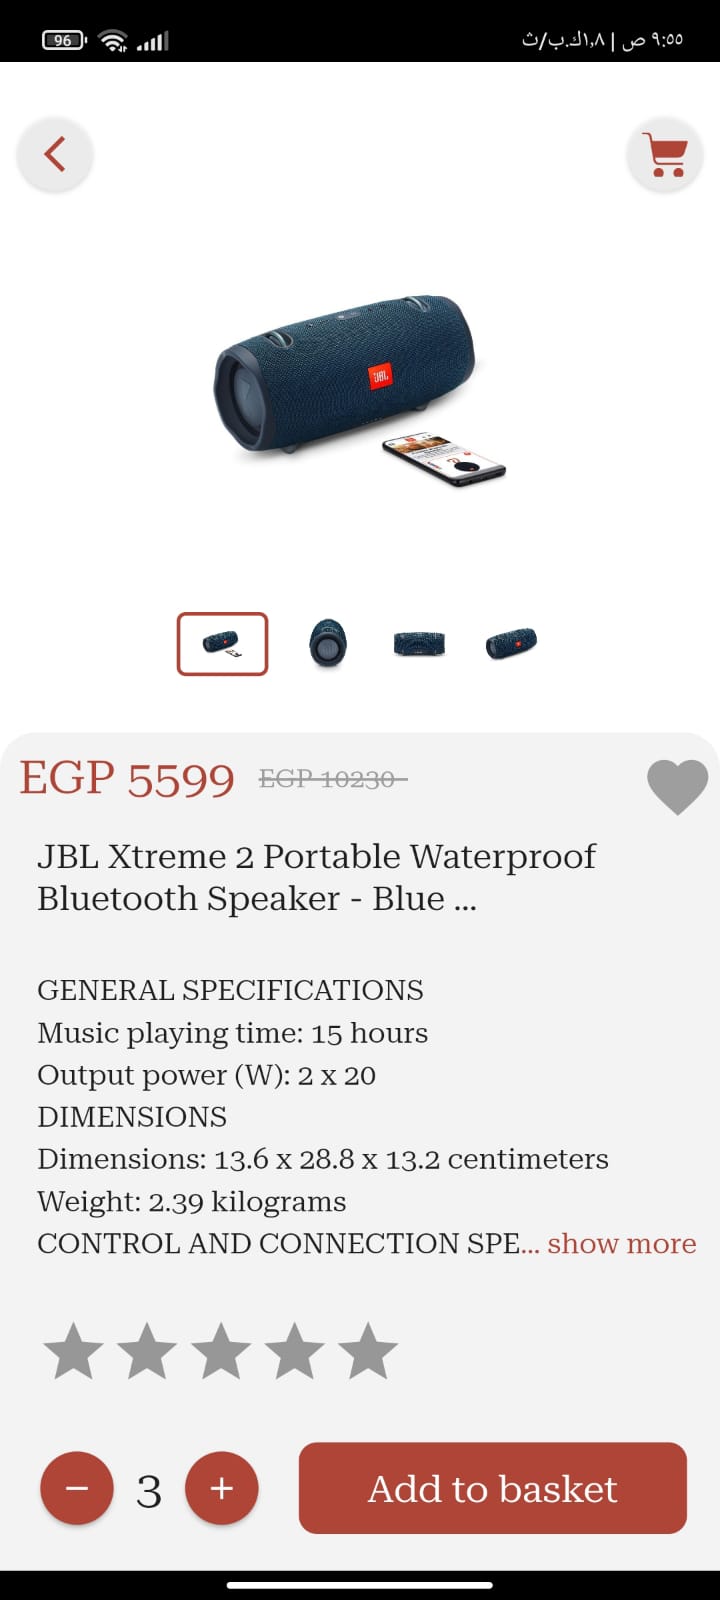 96
٩:٥٥ ص | ١,٨ك.ب/ث
JBL
EGP 5599 EGP 10230
JBL Xtreme 2 Portable Waterproof
Bluetooth Speaker - Blue ...
GENERAL SPECIFICATIONS
Music playing time: 15 hours
Output power (W): 2 x 20
DIMENSIONS
Dimensions: 13.6 x 28.8 x 13.2 centimeters
Weight: 2.39 kilograms
CONTROL AND CONNECTION SPE... show more
3
Add to basket